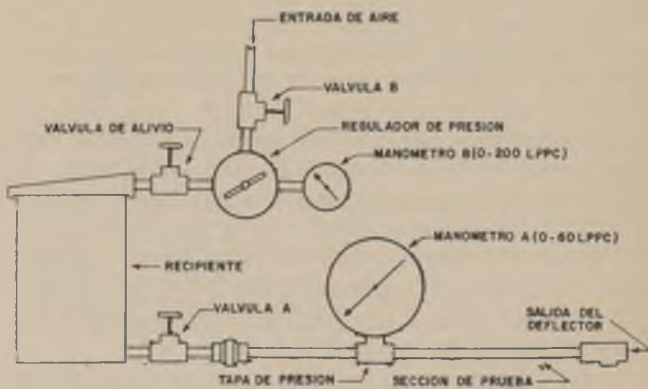 ENTRADA DE AIRE
VALVULA B
VALVULA DE ALIVIO
REGULADOR DE PRESION
MANOMETRO B (0-200 LPPC)
MANOMETRO A (0-60 LPPC)
RECIPIENTE
VALVULA A
SALIDA DEL
DEFLECTOR
TAPA DE PRESION
SECCION DE PRUEBA